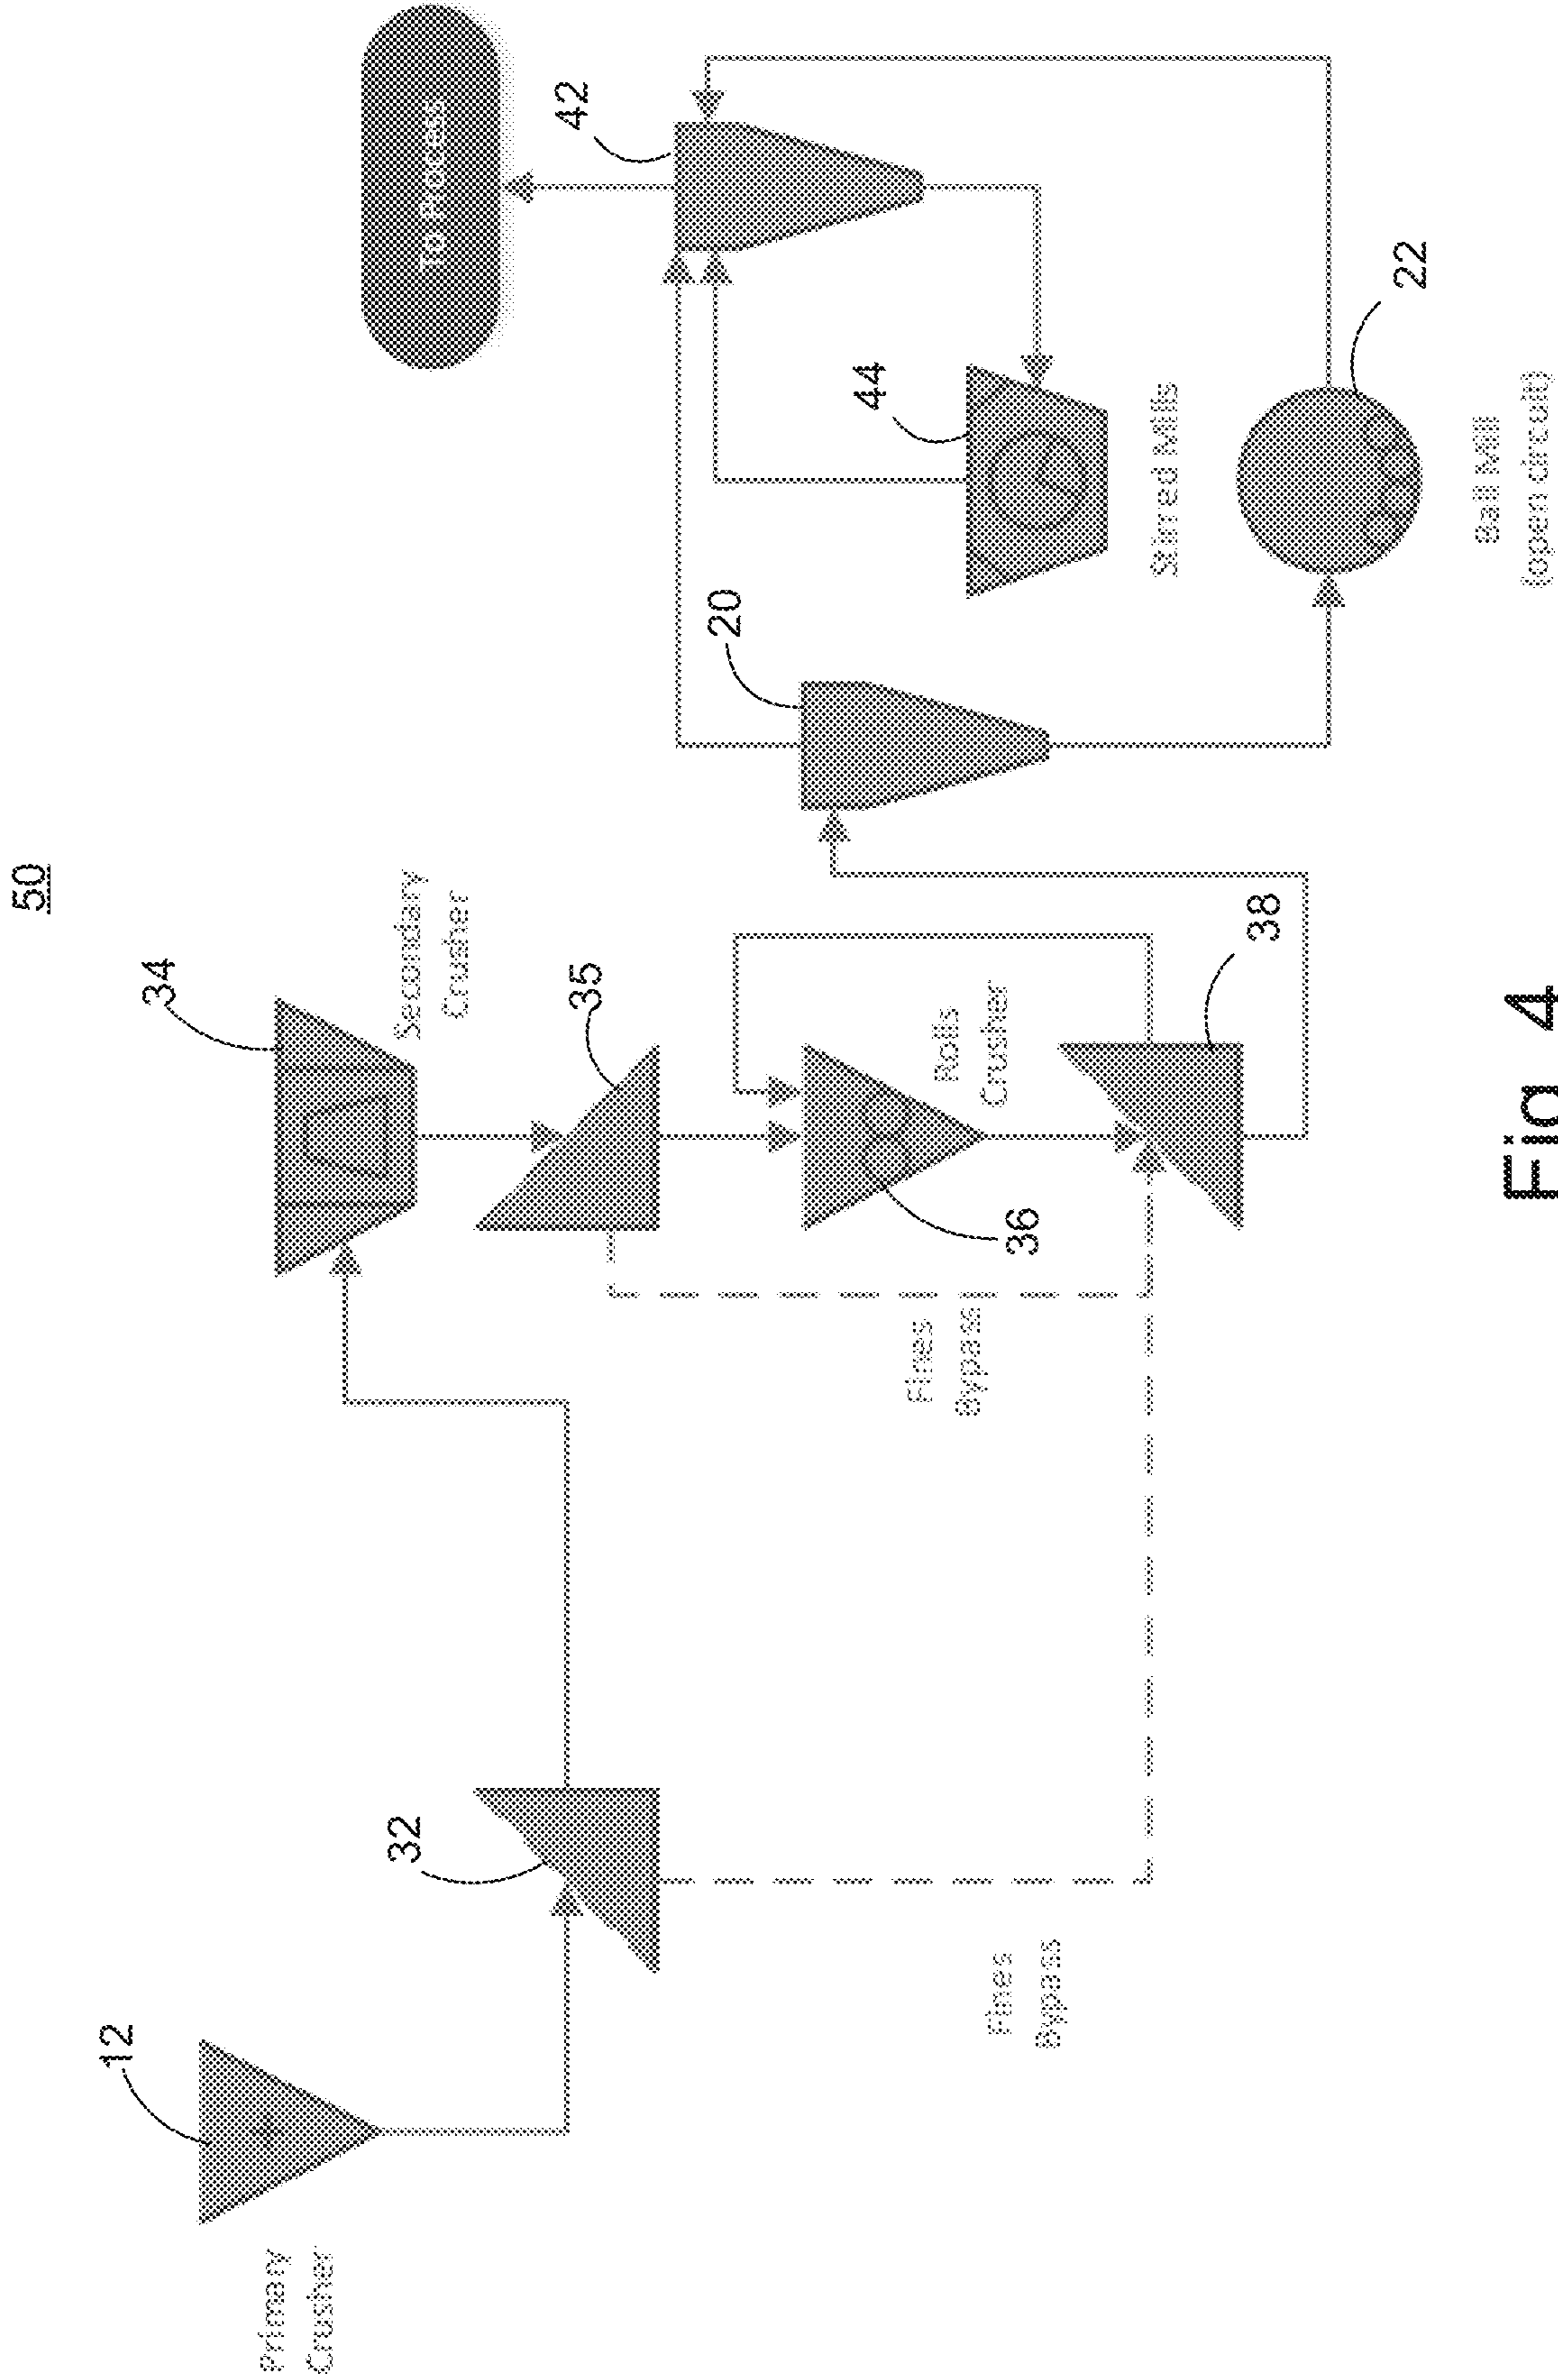 50
12
Primary
Crusher
32
Fines
Bypass
34
Secondary
Crusher
35
Fines
Bypass
36
Rolls
Crusher
38
20
42
To Process
44
Stirred Mills
22
Ball Mill
(open circuit)
Fig 4